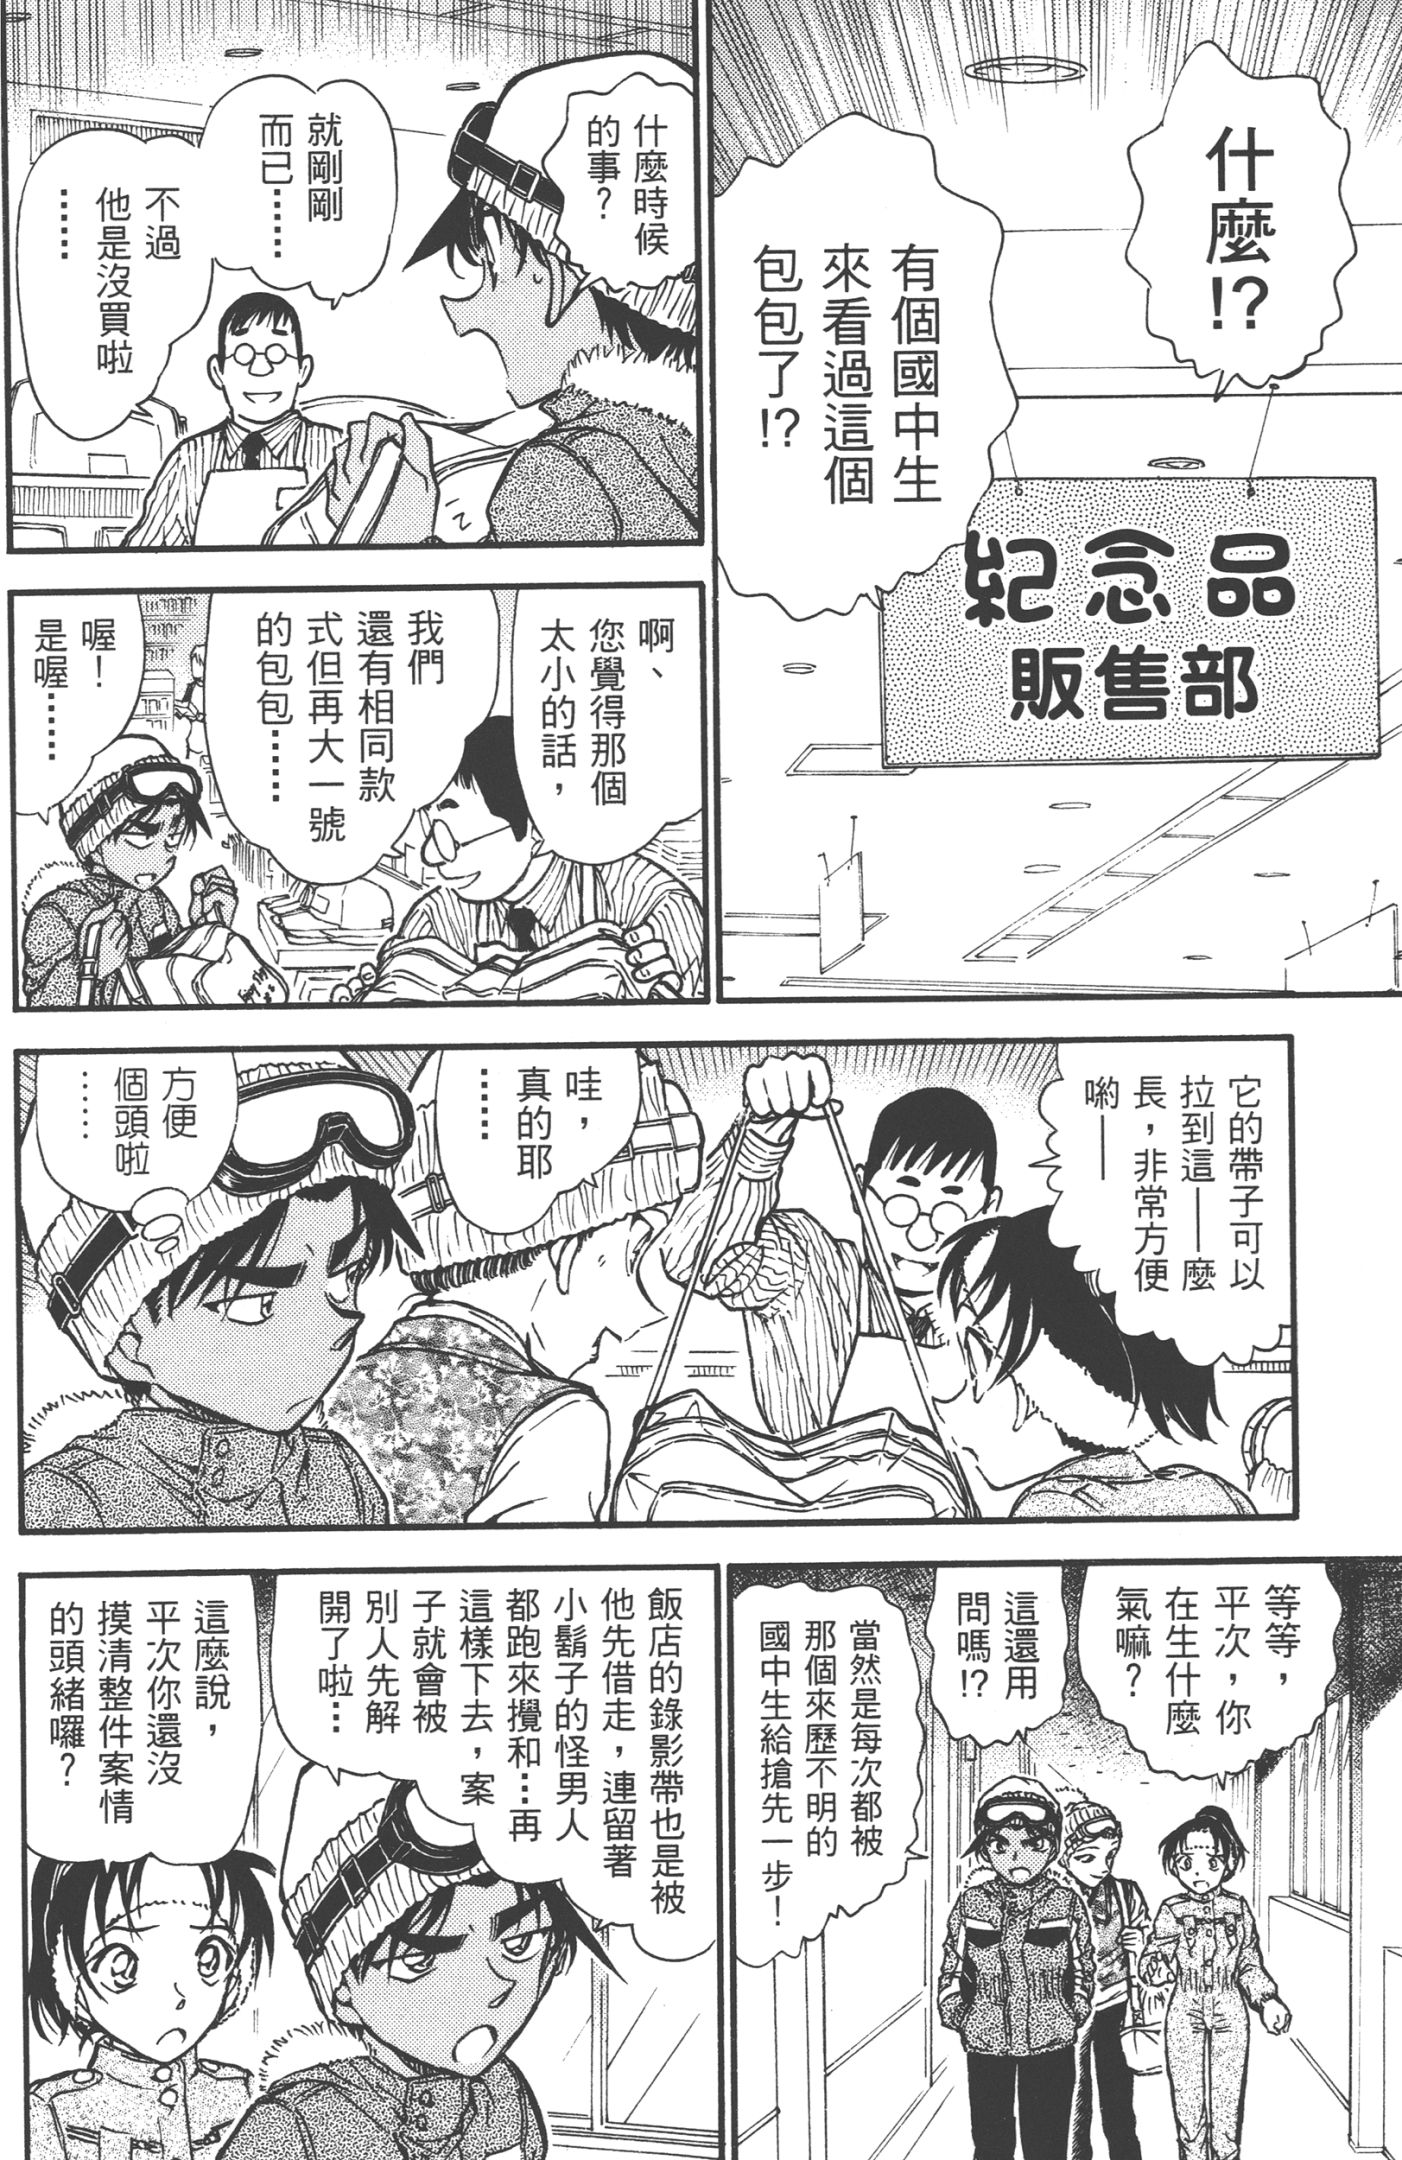 什麼!?
有個國中生
來看過這個
包包了!?
紀念品
販售部
什麼時候
的事?
就剛剛
而已……
不過
他是沒買啦
……
啊、
您覺得那個
太小的話，
我們
還有相同款
式但再大一號
的包包……
喔！
是喔……
它的帶子可以
拉到這——麼
長，非常方便
喲——
哇，
真的耶
……
方便
個頭啦
……
等等，
平次，你
在生什麼
氣嘛？
這還用
問嗎!?
當然是每次都被
那個來歷不明的
國中生給搶先一步！
飯店的錄影帶也是被
他先借走，連留著
小鬍子的怪男人
都跑來攪和…再
這樣下去，案
子就會被
別人先解
開了啦…
這麼說，
平次你還沒
摸清整件案情
的頭緒囉？